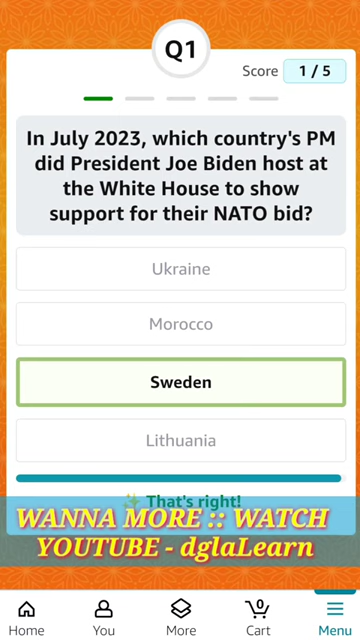 Q1
Score 1 / 5
In July 2023, which country's PM
did President Joe Biden host at
the White House to show
support for their NATO bid?
Ukraine
Morocco
Sweden
Lithuania
✨ That's right!
WANNA MORE :: WATCH
YOUTUBE - dglaLearn
0
Home You More Cart Menu